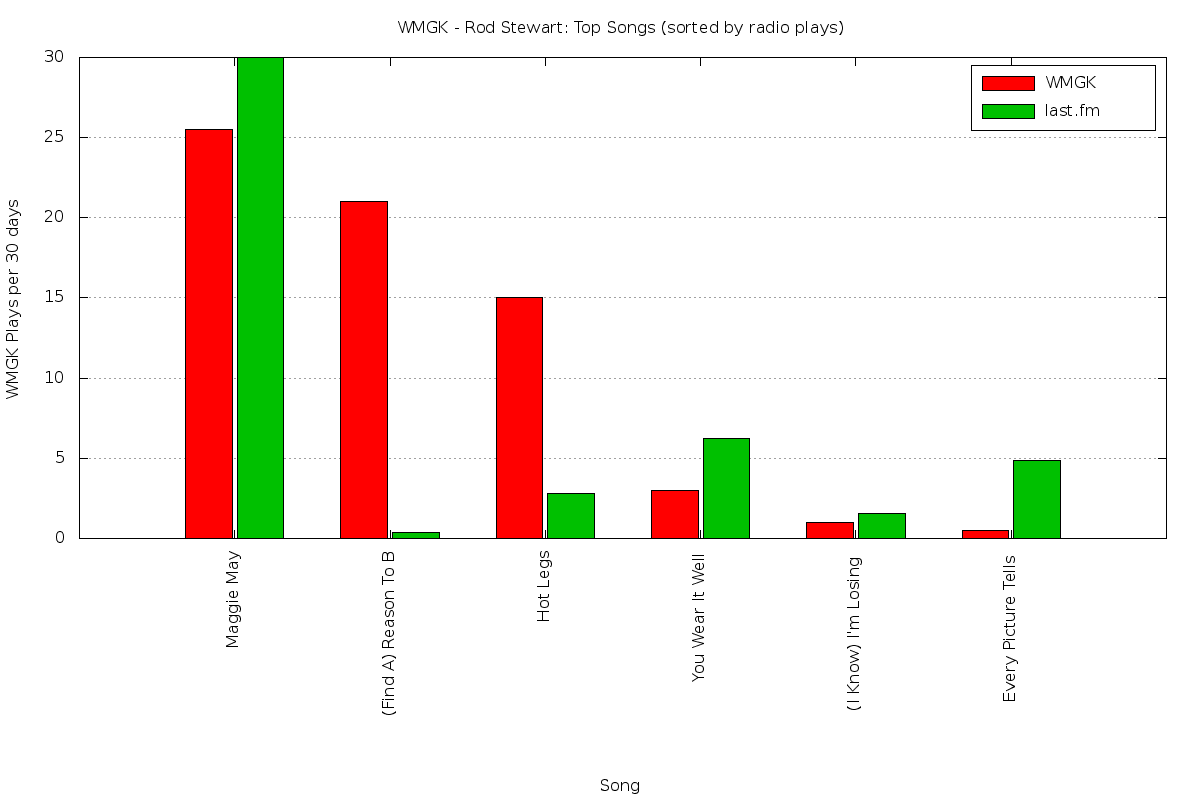 WMGK - Rod Stewart: Top Songs (sorted by radio plays)
WMGK
last.fm
WMGK Plays per 30 days
30
25
20
15
10
5
0
Maggie May
(Find A) Reason To B
Hot Legs
You Wear It Well
(I Know) I'm Losing
Every Picture Tells
Song